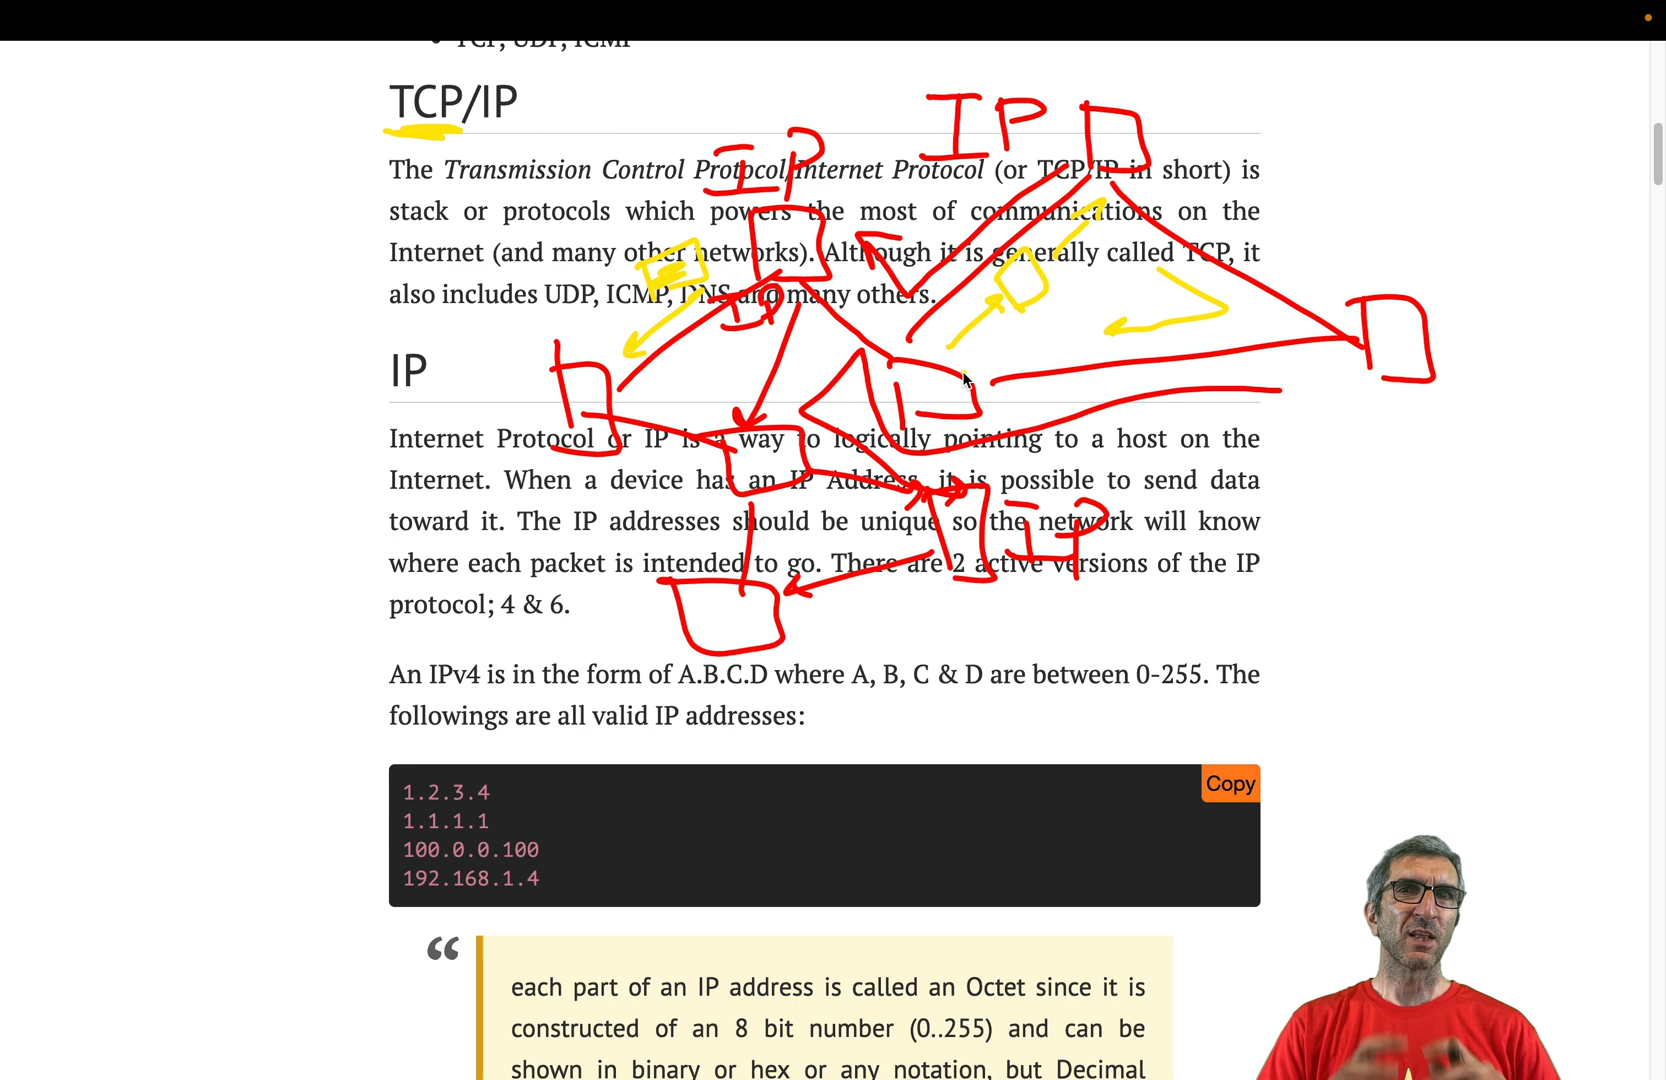 TCP, UDP, ICMP
TCP/IP
The Transmission Control Protocol/Internet Protocol (or TCP/IP in short) is
stack or protocols which powers the most of communications on the
Internet (and many other networks). Although it is generally called TCP, it
also includes UDP, ICMP, DNS and many others.
IP
IP
IP
IP
Internet Protocol or IP is a way to logically pointing to a host on the
Internet. When a device has an IP Address, it is possible to send data
toward it. The IP addresses should be unique so the network will know
IP
where each packet is intended to go. There are 2 active versions of the IP
protocol; 4 & 6.
An IPv4 is in the form of A.B.C.D where A, B, C & D are between 0-255. The
followings are all valid IP addresses:
Copy
1.2.3.4
1.1.1.1
100.0.0.100
192.168.1.4
“
each part of an IP address is called an Octet since it is
constructed of an 8 bit number (0..255) and can be
shown in binary or hex or any notation, but Decimal